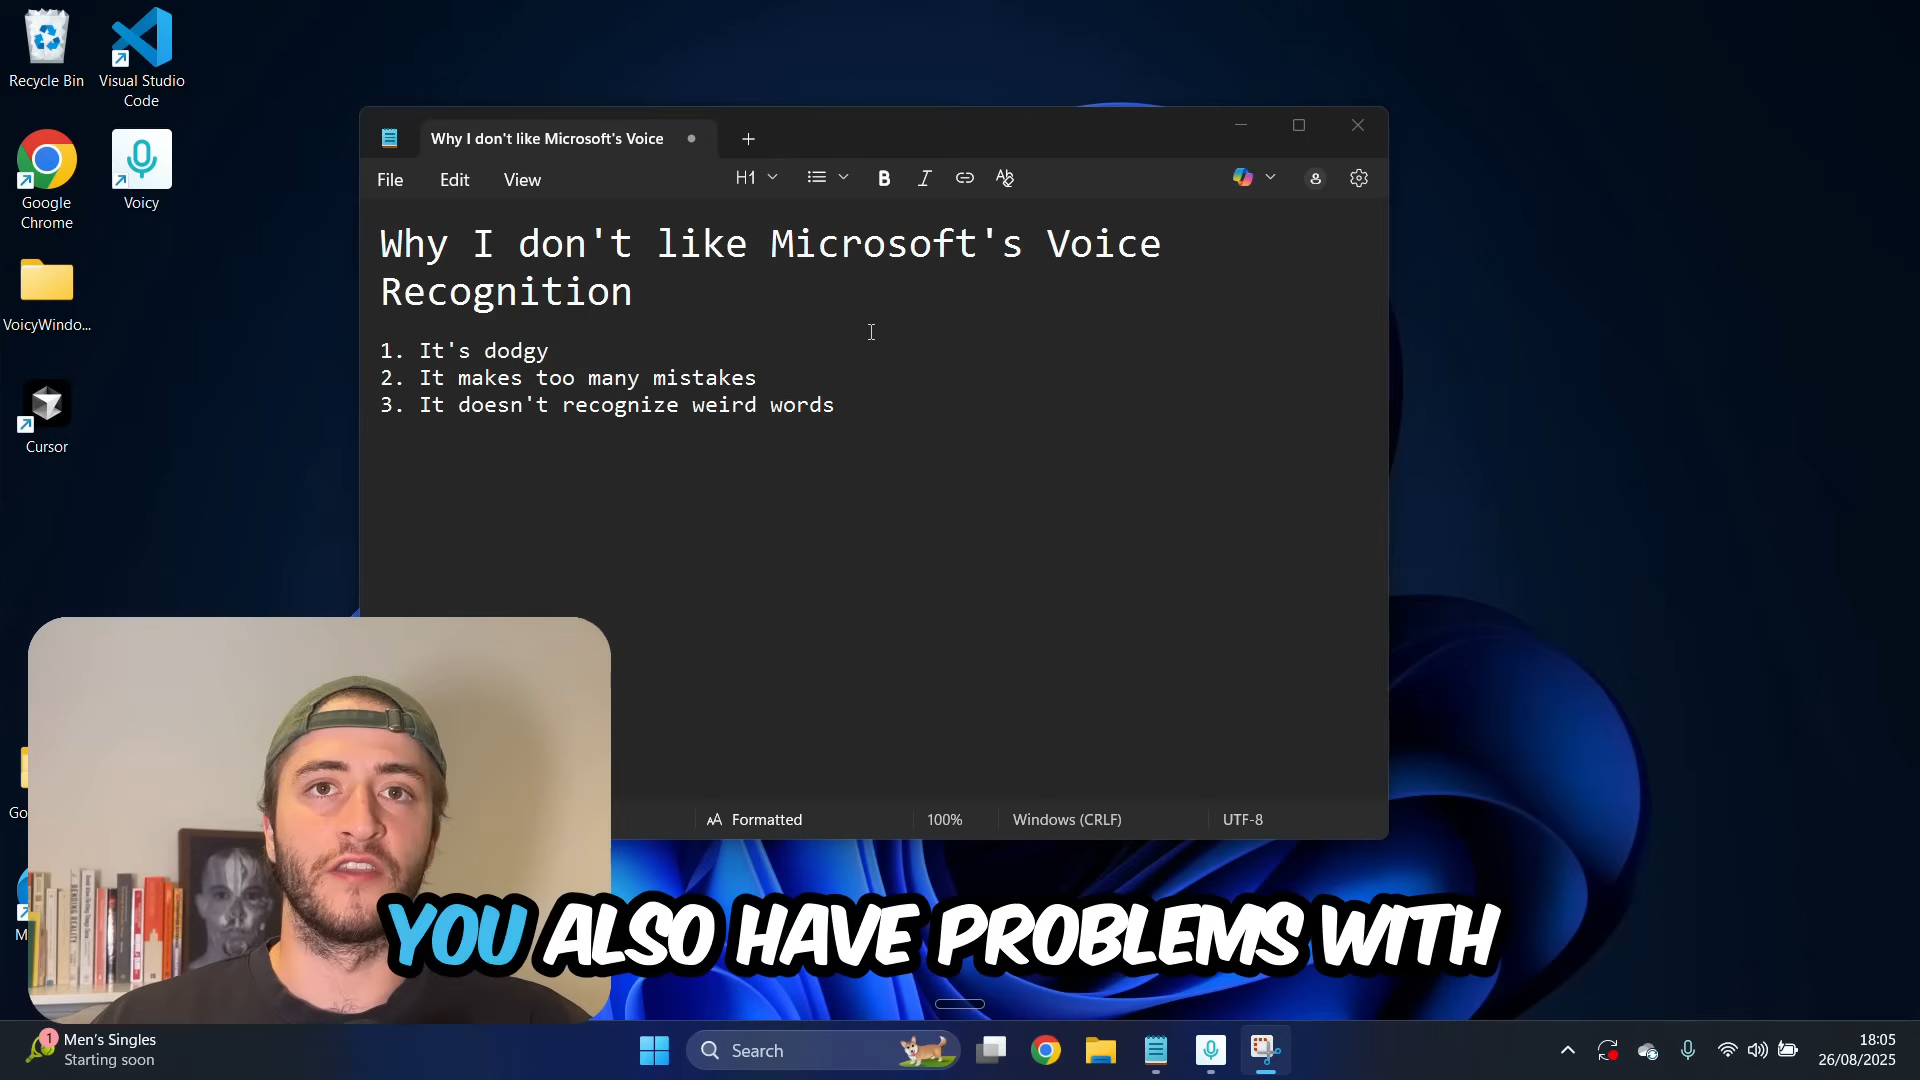 Recycle Bin
Visual Studio
Code
Google
Chrome
Voicy
VoicyWindo...
Cursor
Why I don't like Microsoft's Voice
File
Edit
View
H1
Why I don't like Microsoft's Voice
Recognition
1. It's dodgy
2. It makes too many mistakes
3. It doesn't recognize weird words
Formatted
100%
Windows (CRLF)
UTF-8
Go
M
YOU ALSO HAVE PROBLEMS WITH
1
Men's Singles
Starting soon
Search
18:05
26/08/2025